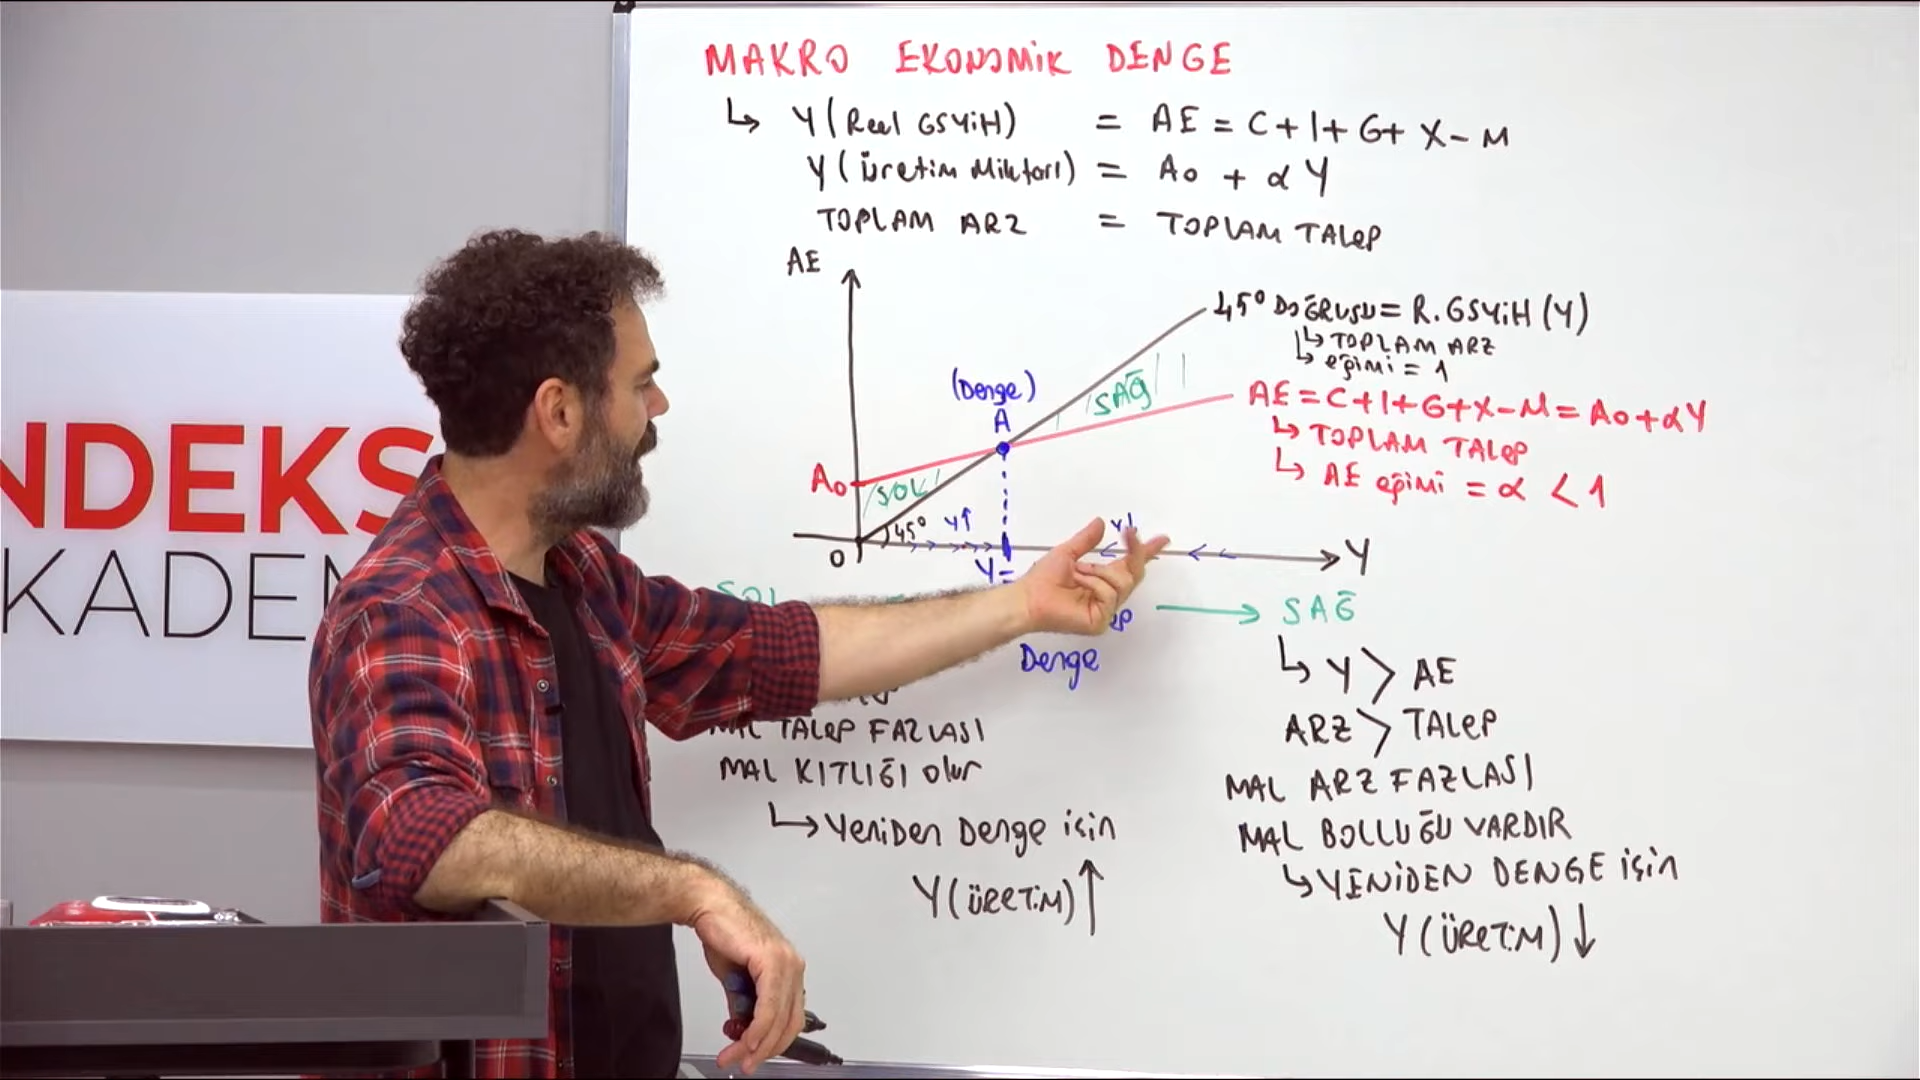 MAKRO EKONOMİK DENGE
↳ Y (Reel GSYİH) = AE = C + I + G + X - M
Y (Üretim Miktarı) = A₀ + α Y
TOPLAM ARZ = TOPLAM TALep
AE
45° DOĞRUSU = R. GSYİH (Y)
↳ TOPLAM ARZ
↳ eğimi = 1
(Denge)
A
SAĞ
AE = C + I + G + X - M = A₀ + αY
↳ TOPLAM TALep
↳ AE eğimi = α < 1
A₀
SOL
45°
Y↑
Y↓
0
Y
Y =
SOL
→ SAĞ
Denge
↳ Y > AE
ARZ > TALep
MAL TALeP FAZLASI
MAL KITLIĞI olur
↳ Yeniden Denge için
Y (ÜReTİM) ↑
MAL ARZ FAZLASI
MAL BOLLUĞU VARDIR
↳ YENİDEN DENGE için
Y (ÜReTİM) ↓
NDEKS
KADE